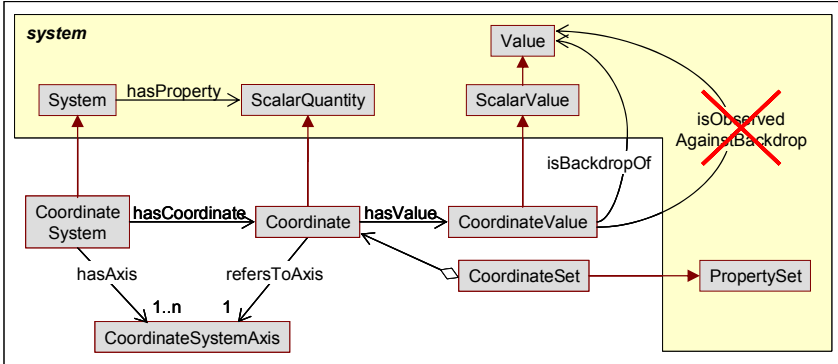 system
Value
System
hasProperty
ScalarQuantity
ScalarValue
isObserved
AgainstBackdrop
isBackdropOf
Coordinate
System
hasCoordinate
Coordinate
hasValue
CoordinateValue
hasAxis
refersToAxis
CoordinateSet
PropertySet
1..n
1
CoordinateSystemAxis